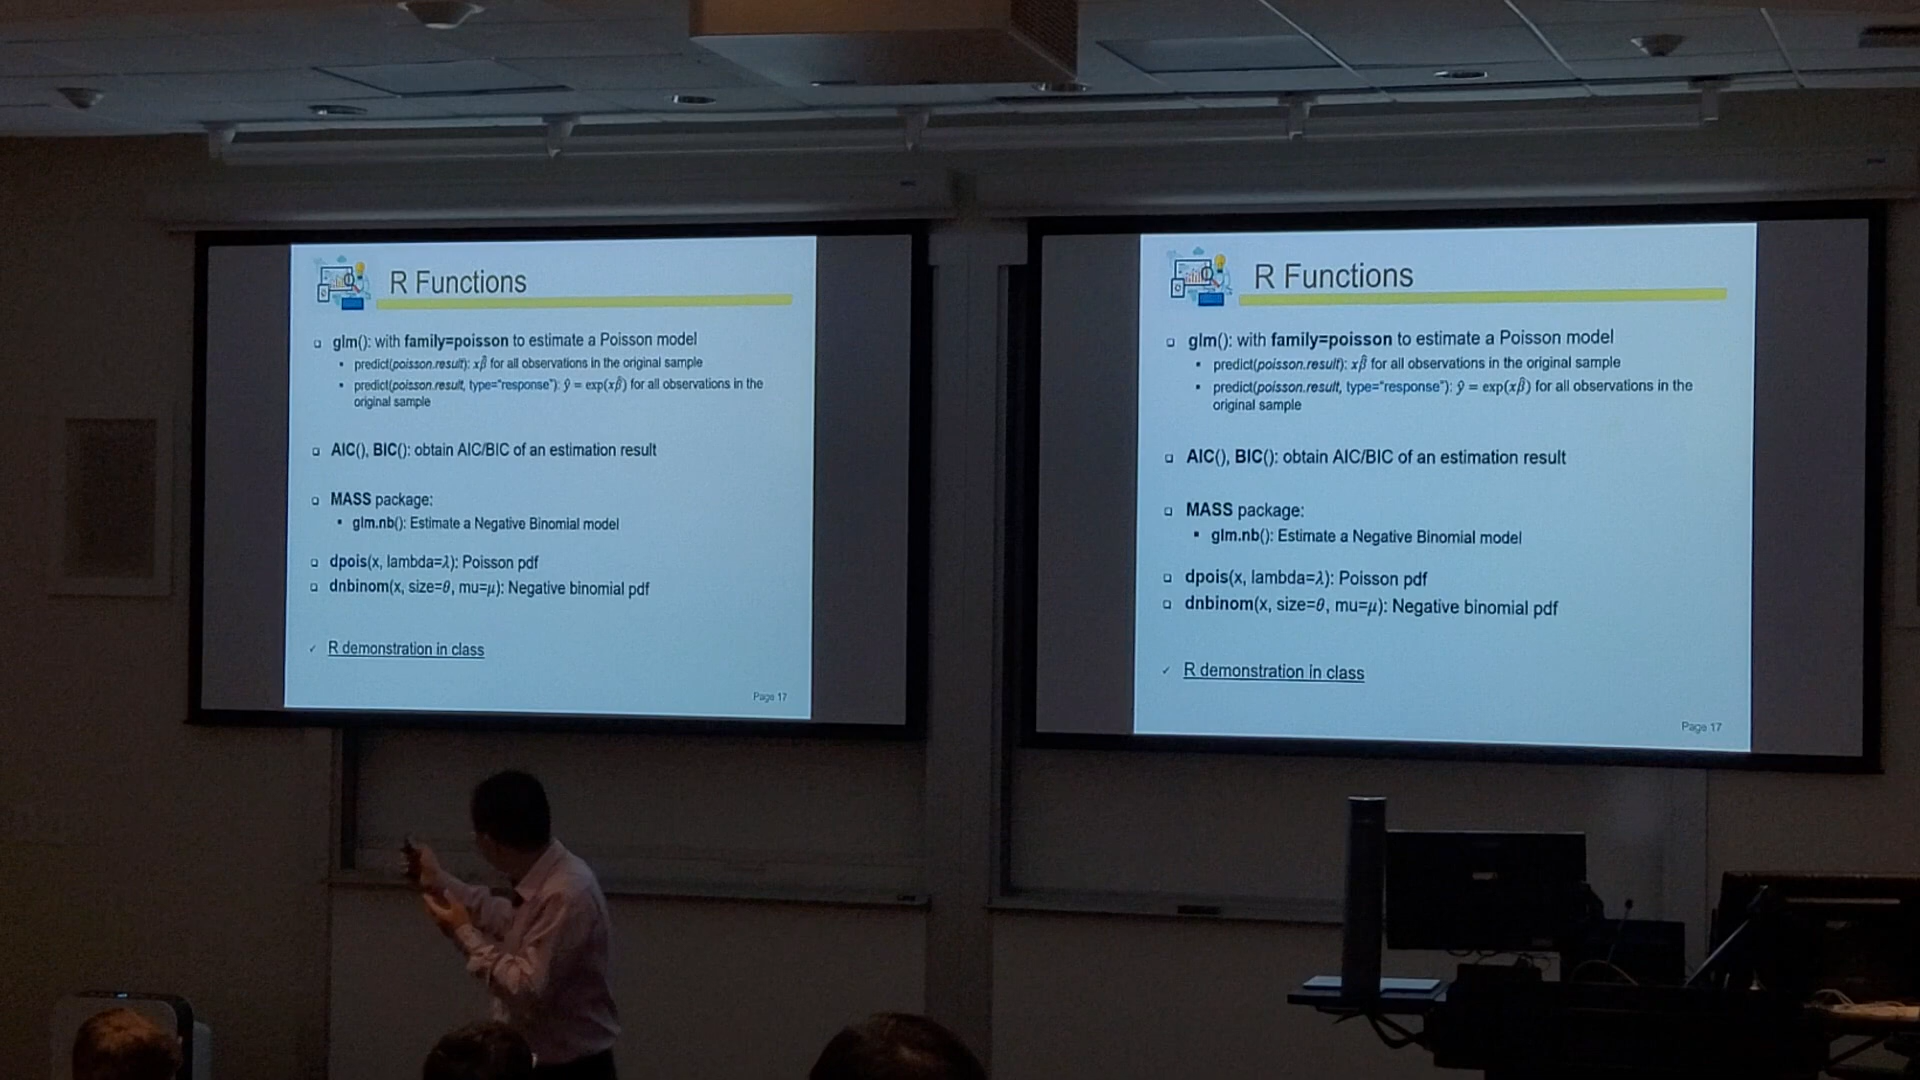 R Functions
glm(): with family=poisson to estimate a Poisson model
predict(poisson.result): xβ̂ for all observations in the original sample
predict(poisson.result, type="response"): ŷ = exp(xβ̂) for all observations in the
original sample
AIC(), BIC(): obtain AIC/BIC of an estimation result
MASS package:
glm.nb(): Estimate a Negative Binomial model
dpois(x, lambda=λ): Poisson pdf
dnbinom(x, size=θ, mu=μ): Negative binomial pdf
✓ R demonstration in class
Page 17
R Functions
glm(): with family=poisson to estimate a Poisson model
predict(poisson.result): xβ̂ for all observations in the original sample
predict(poisson.result, type="response"): ŷ = exp(xβ̂) for all observations in the
original sample
AIC(), BIC(): obtain AIC/BIC of an estimation result
MASS package:
glm.nb(): Estimate a Negative Binomial model
dpois(x, lambda=λ): Poisson pdf
dnbinom(x, size=θ, mu=μ): Negative binomial pdf
✓ R demonstration in class
Page 17